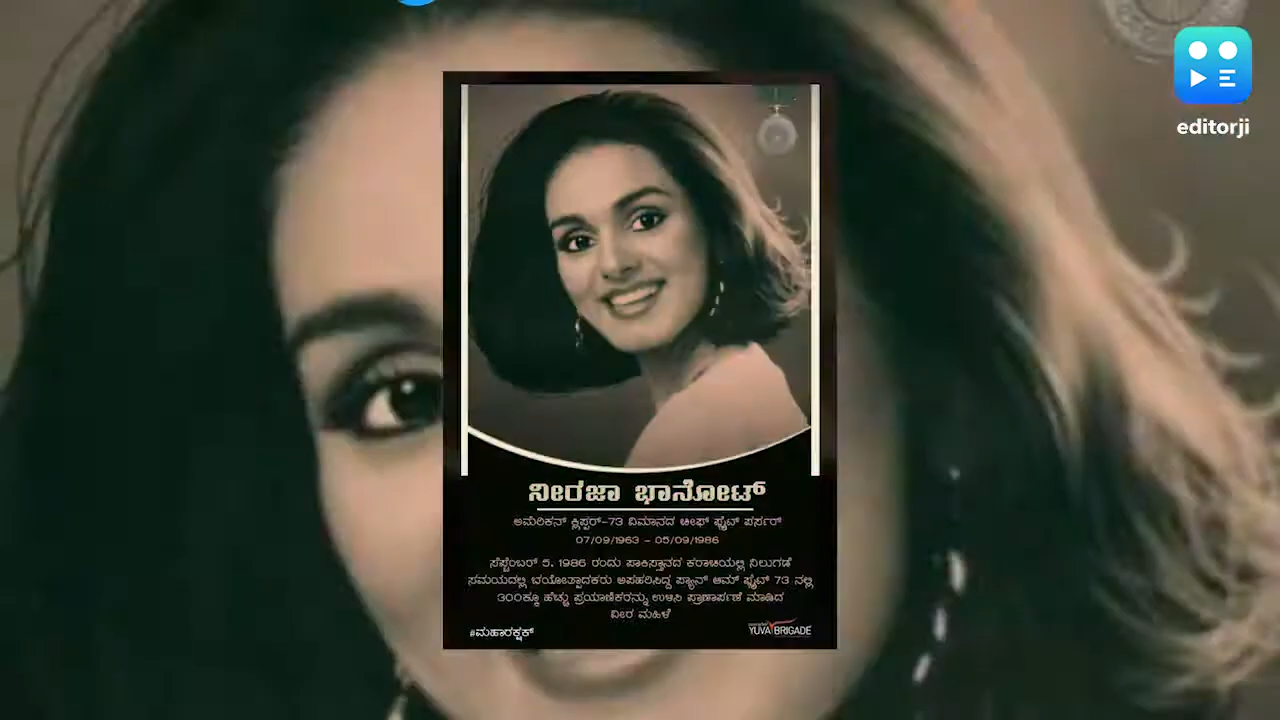 editorji
ನೀರಜಾ ಭಾನೋಟ್
ಅಮೆರಿಕನ್ ಕ್ಲಿಪ್ಪರ್-73 ವಿಮಾನದ ಚೀಫ್ ಫ್ಲೈಟ್ ಪರ್ಸರ್
07/09/1963 - 05/09/1986
ಸೆಪ್ಟೆಂಬರ್ 5, 1986 ರಂದು ಪಾಕಿಸ್ತಾನದ ಕರಾಚಿಯಲ್ಲಿ ನಿಲುಗಡೆ
ಸಮಯದಲ್ಲಿ ಭಯೋತ್ಪಾದಕರು ಅಪಹರಿಸಿದ್ದ ಪ್ಯಾನ್ ಆಮ್ ಫ್ಲೈಟ್ 73 ನಲ್ಲಿ
300ಕ್ಕೂ ಹೆಚ್ಚು ಪ್ರಯಾಣಿಕರನ್ನು ಉಳಿಸಿ ಪ್ರಾಣಾರ್ಪಣೆ ಮಾಡಿದ
ವೀರ ಮಹಿಳೆ
#ಮಹಾರಕ್ಷಕ್
YUVA BRIGADE